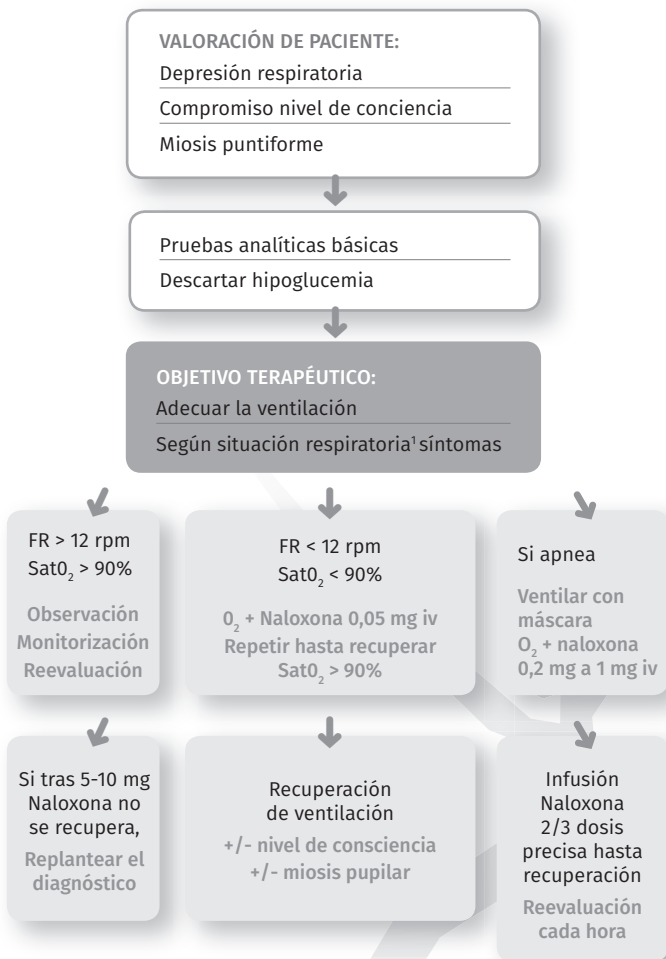 VALORACIÓN DE PACIENTE:
Depresión respiratoria
Compromiso nivel de conciencia
Miosis puntiforme
Pruebas analíticas básicas
Descartar hipoglucemia
OBJETIVO TERAPÉUTICO:
Adecuar la ventilación
Según situación respiratoria¹ síntomas
FR > 12 rpm
Sat0₂ > 90%
Observación
Monitorización
Reevaluación
FR < 12 rpm
Sat0₂ < 90%
0₂ + Naloxona 0,05 mg iv
Repetir hasta recuperar
Sat0₂ > 90%
Si apnea
Ventilar con
máscara
O₂ + naloxona
0,2 mg a 1 mg iv
Si tras 5-10 mg
Naloxona no
se recupera,
Replantear el
diagnóstico
Recuperación
de ventilación
+/- nivel de consciencia
+/- miosis pupilar
Infusión
Naloxona
2/3 dosis
precisa hasta
recuperación
Reevaluación
cada hora